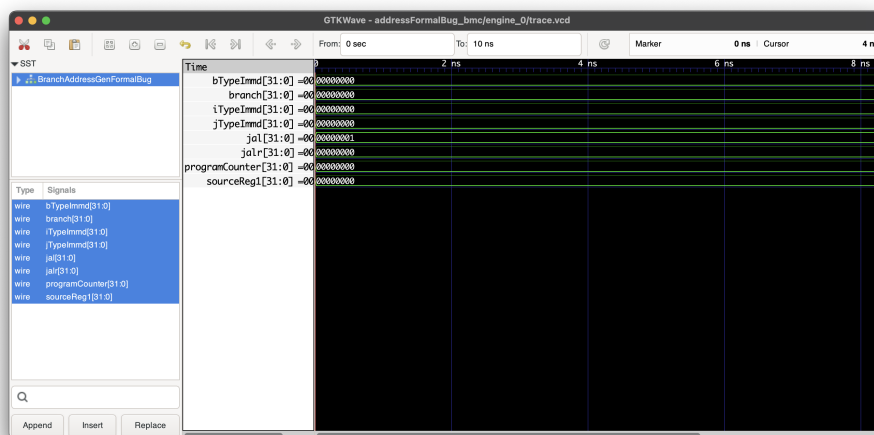 GTKWave - addressFormalBug_bmc/engine_0/trace.vcd
From: 0 sec To: 10 ns Marker 0 ns | Cursor 4 n
SST
BranchAddressGenFormalBug
Type Signals
wire bTypeImmd[31:0]
wire branch[31:0]
wire iTypeImmd[31:0]
wire jTypeImmd[31:0]
wire jal[31:0]
wire jalr[31:0]
wire programCounter[31:0]
wire sourceReg1[31:0]
Append Insert Replace
Time
0 2 ns 4 ns 6 ns 8 ns
bTypeImmd[31:0] =00 00000000
branch[31:0] =00 00000000
iTypeImmd[31:0] =00 00000000
jTypeImmd[31:0] =00 00000000
jal[31:0] =00 00000001
jalr[31:0] =00 00000000
programCounter[31:0] =00 00000000
sourceReg1[31:0] =00 00000000